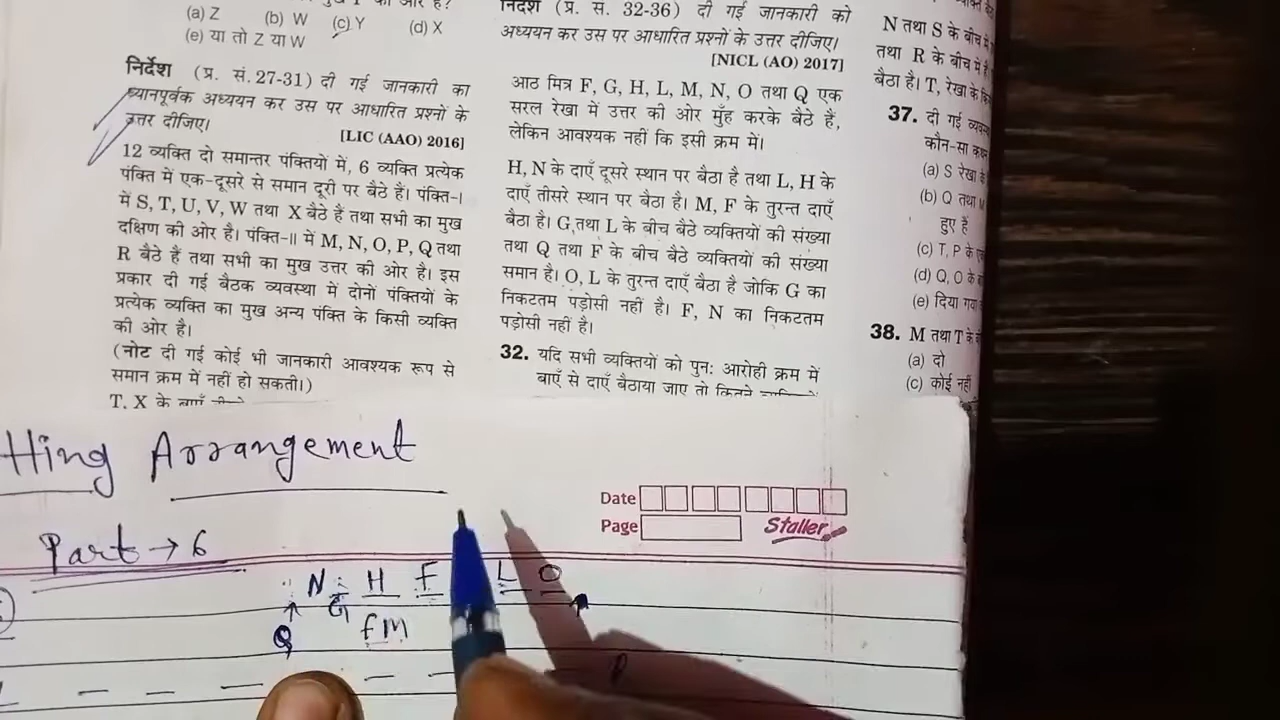 की ओर है?
(a) Z (b) W (c) Y (d) X
(e) या तो Z या W
निर्देश (प्र. सं. 27-31) दी गई जानकारी का
ध्यानपूर्वक अध्ययन कर उस पर आधारित प्रश्नों के
उत्तर दीजिए।
[LIC (AAO) 2016]
12 व्यक्ति दो समान्तर पंक्तियों में, 6 व्यक्ति प्रत्येक
पंक्ति में एक-दूसरे से समान दूरी पर बैठे हैं। पंक्ति-I
में S, T, U, V, W तथा X बैठे हैं तथा सभी का मुख
दक्षिण की ओर है। पंक्ति-II में M, N, O, P, Q तथा
R बैठे हैं तथा सभी का मुख उत्तर की ओर है। इस
प्रकार दी गई बैठक व्यवस्था में दोनों पंक्तियों के
प्रत्येक व्यक्ति का मुख अन्य पंक्ति के किसी व्यक्ति
की ओर है।
(नोट दी गई कोई भी जानकारी आवश्यक रूप से
समान क्रम में नहीं हो सकती।)
T, X के बाएँ
निर्देश (प्र. सं. 32-36) दी गई जानकारी को
अध्ययन कर उस पर आधारित प्रश्नों के उत्तर दीजिए।
[NICL (AO) 2017]
आठ मित्र F, G, H, L, M, N, O तथा Q एक
सरल रेखा में उत्तर की ओर मुँह करके बैठे हैं,
लेकिन आवश्यक नहीं कि इसी क्रम में।
H, N के दाएँ दूसरे स्थान पर बैठा है तथा L, H के
दाएँ तीसरे स्थान पर बैठा है। M, F के तुरन्त दाएँ
बैठा है। G तथा L के बीच बैठे व्यक्तियों की संख्या
तथा Q तथा F के बीच बैठे व्यक्तियों की संख्या
समान है। O, L के तुरन्त दाएँ बैठा है जोकि G का
निकटतम पड़ोसी नहीं है। F, N का निकटतम
पड़ोसी नहीं है।
32. यदि सभी व्यक्तियों को पुन: आरोही क्रम में
बाएँ से दाएँ बैठाया जाए तो कितने
N तथा S के बीच में
तथा R के बीच में
बैठा है। T, रेखा के
37. दी गई
कौन-सा
(a) S रेखा
(b) Q तथा
हुए हैं
(c) T, P के
(d) Q, O के
(e) दिया गया
38. M तथा T के
(a) दो
(c) कोई नहीं
tting Arrangement
Part → 6
Date
Page
Staller
N G H F L O
Q
F M